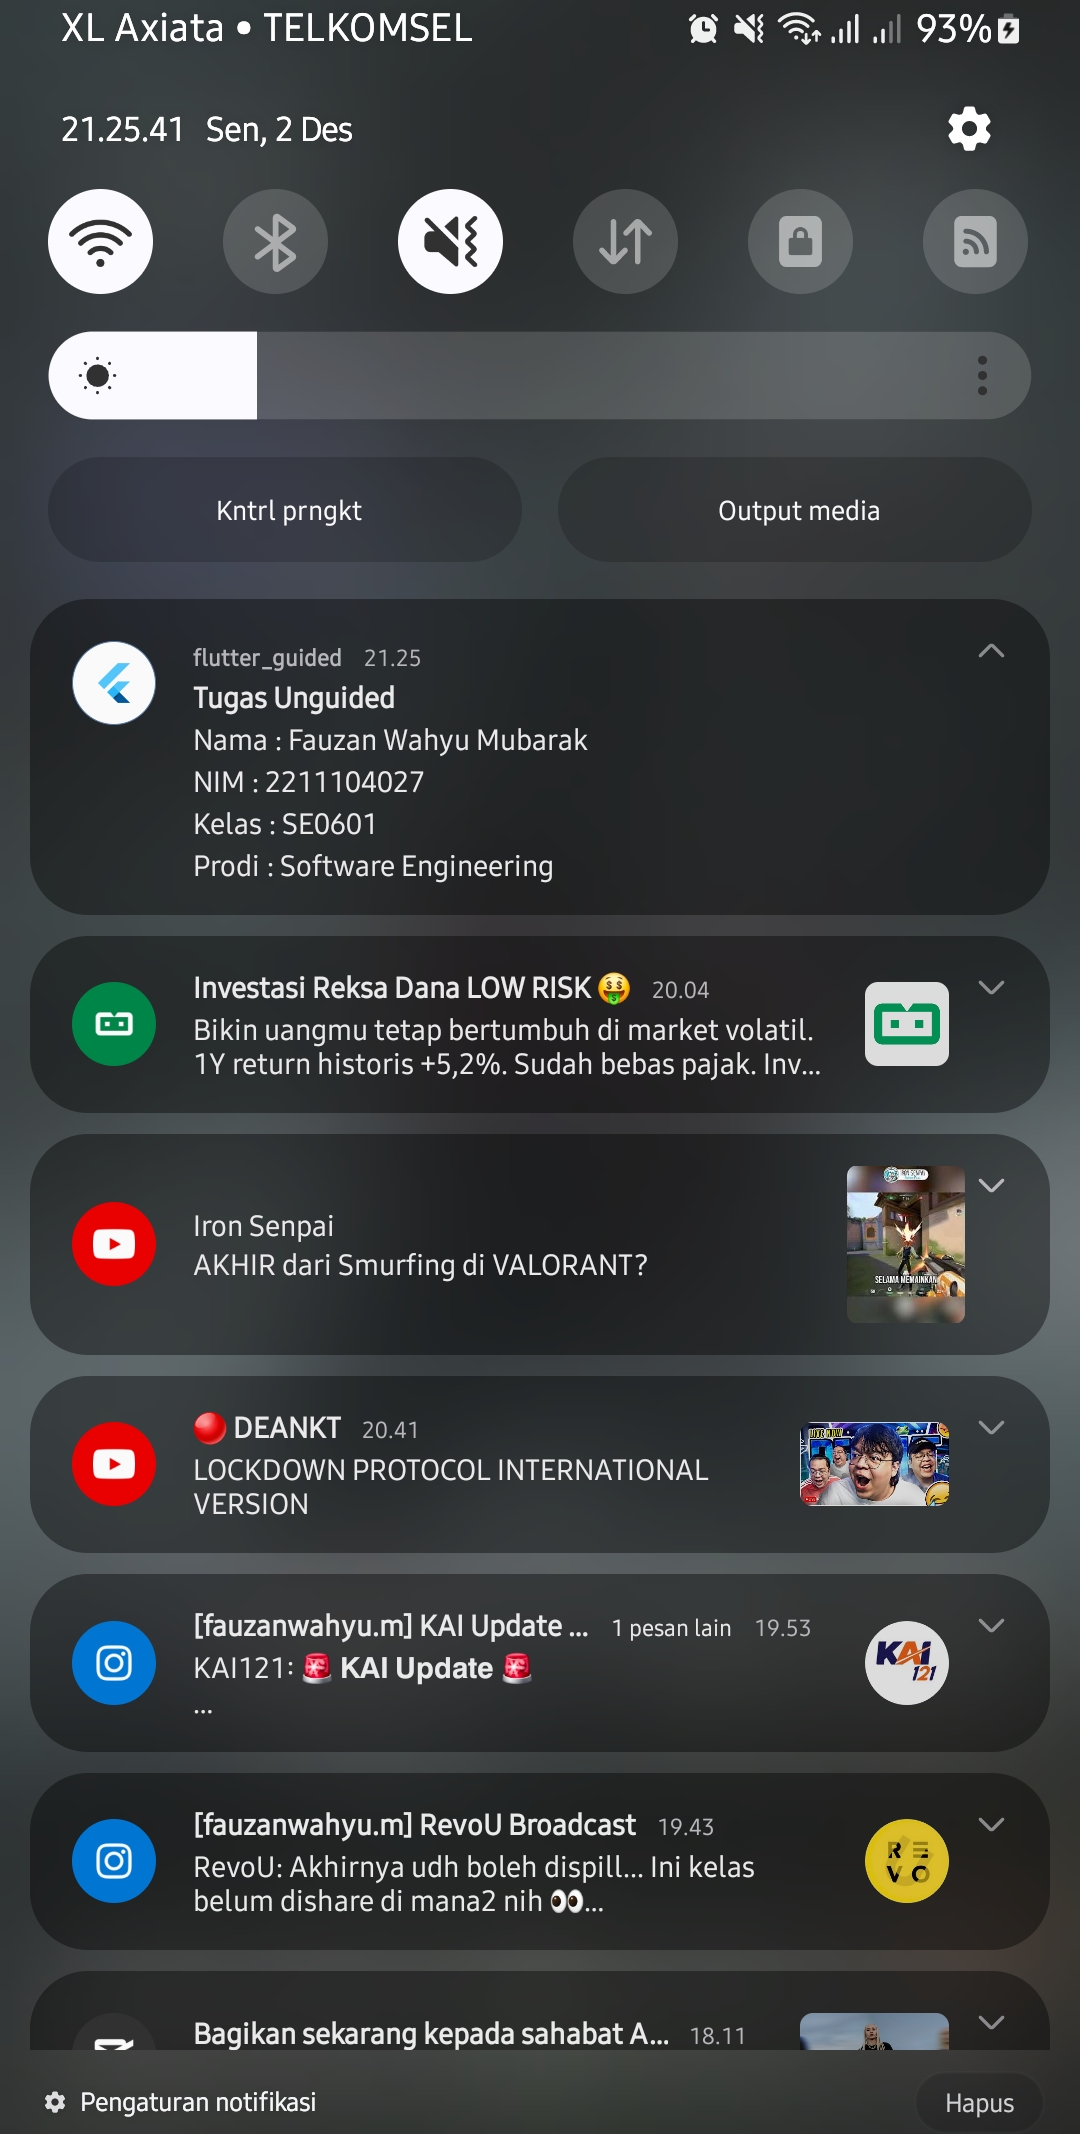 XL Axiata • TELKOMSEL 93%
21.25.41 Sen, 2 Des
Kntrl prngkt Output media
flutter_guided 21.25
Tugas Unguided
Nama : Fauzan Wahyu Mubarak
NIM : 2211104027
Kelas : SE0601
Prodi : Software Engineering
Investasi Reksa Dana LOW RISK 🤑 20.04
Bikin uangmu tetap bertumbuh di market volatil.
1Y return historis +5,2%. Sudah bebas pajak. Inv...
Iron Senpai
AKHIR dari Smurfing di VALORANT?
SELAMA MEMAINKAN
🔴 DEANKT 20.41
LOCKDOWN PROTOCOL INTERNATIONAL
VERSION
[fauzanwahyu.m] KAI Update ... 1 pesan lain 19.53
KAI121: 🚨 KAI Update 🚨
...
KAI
121
[fauzanwahyu.m] RevoU Broadcast 19.43
RevoU: Akhirnya udh boleh dispill... Ini kelas
belum dishare di mana2 nih 👀...
RE
VO
Bagikan sekarang kepada sahabat A... 18.11
Pengaturan notifikasi Hapus